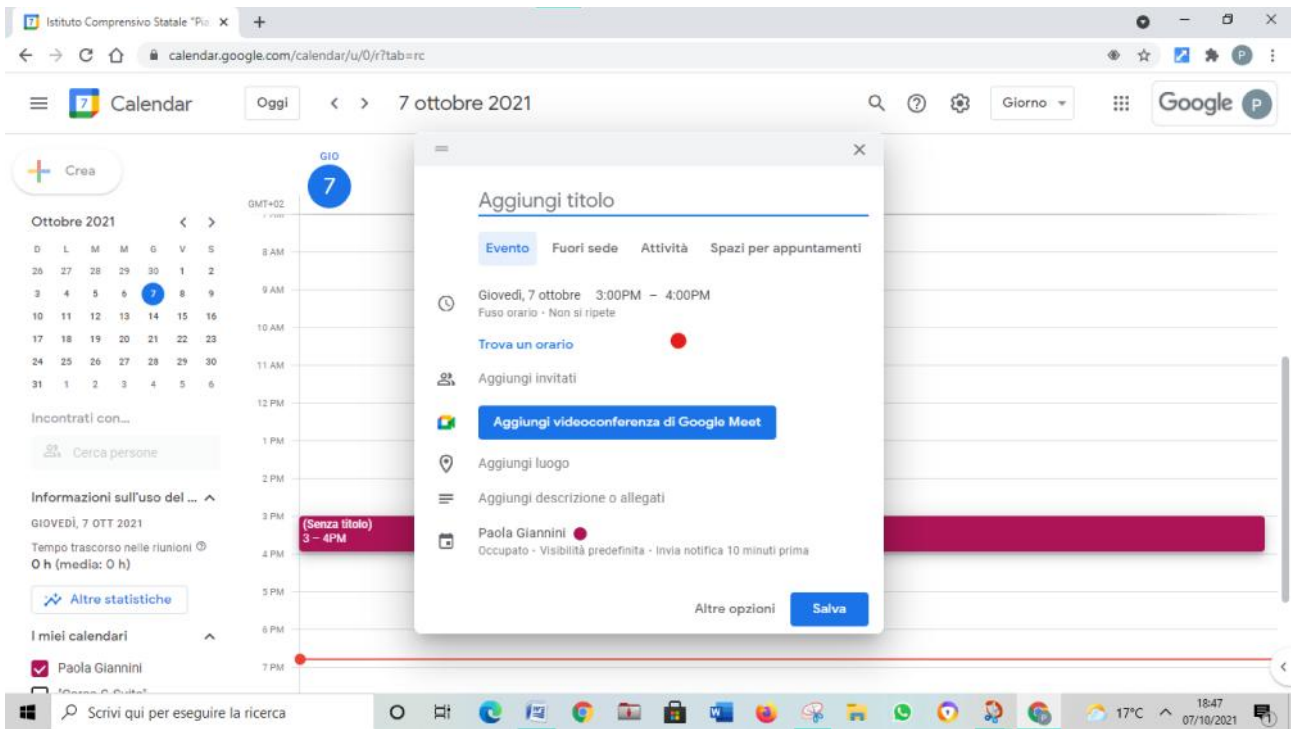 Istituto Comprensivo Statale "Pia
calendar.google.com/calendar/u/0/r?tab=rc
P
7 Calendar
Oggi
7 ottobre 2021
Giorno
Google P
Crea
Ottobre 2021
D L M M G V S
26 27 28 29 30 1 2
3 4 5 6 7 8 9
10 11 12 13 14 15 16
17 18 19 20 21 22 23
24 25 26 27 28 29 30
31 1 2 3 4 5 6
Incontrati con...
Cerca persone
Informazioni sull'uso del ...
GIOVEDÌ, 7 OTT 2021
Tempo trascorso nelle riunioni
0 h (media: 0 h)
Altre statistiche
I miei calendari
Paola Giannini
GIO
7
GMT+02
8 AM
9 AM
10 AM
11 AM
12 PM
1 PM
2 PM
3 PM
4 PM
5 PM
6 PM
7 PM
(Senza titolo)
3 – 4PM
Aggiungi titolo
Evento Fuori sede Attività Spazi per appuntamenti
Giovedì, 7 ottobre 3:00PM – 4:00PM
Fuso orario · Non si ripete
Trova un orario
Aggiungi invitati
Aggiungi videoconferenza di Google Meet
Aggiungi luogo
Aggiungi descrizione o allegati
Paola Giannini
Occupato · Visibilità predefinita · Invia notifica 10 minuti prima
Altre opzioni Salva
Scrivi qui per eseguire la ricerca
17°C
18:47
07/10/2021